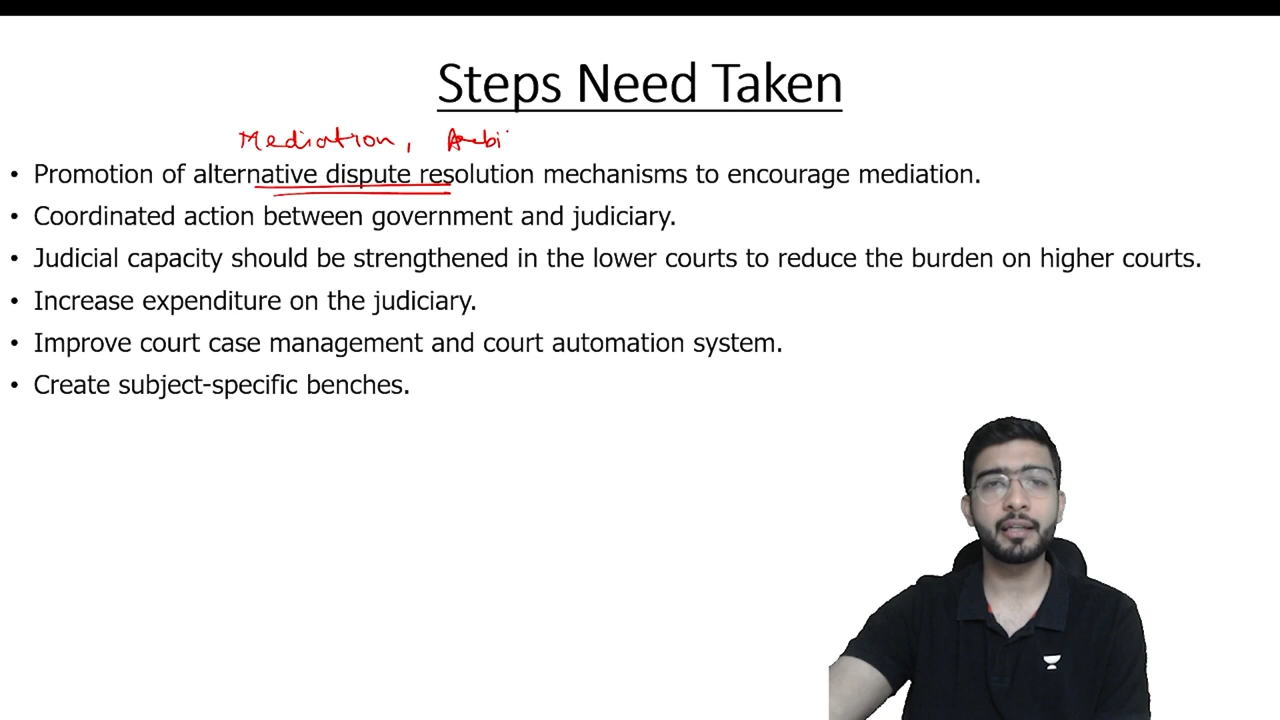 Steps Need Taken
Mediation, Arbi
• Promotion of alternative dispute resolution mechanisms to encourage mediation.
• Coordinated action between government and judiciary.
• Judicial capacity should be strengthened in the lower courts to reduce the burden on higher courts.
• Increase expenditure on the judiciary.
• Improve court case management and court automation system.
• Create subject-specific benches.